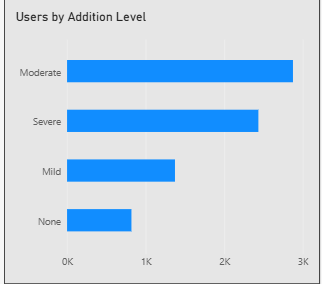 Users by Addition Level
Moderate
Severe
Mild
None
0K 1K 2K 3K